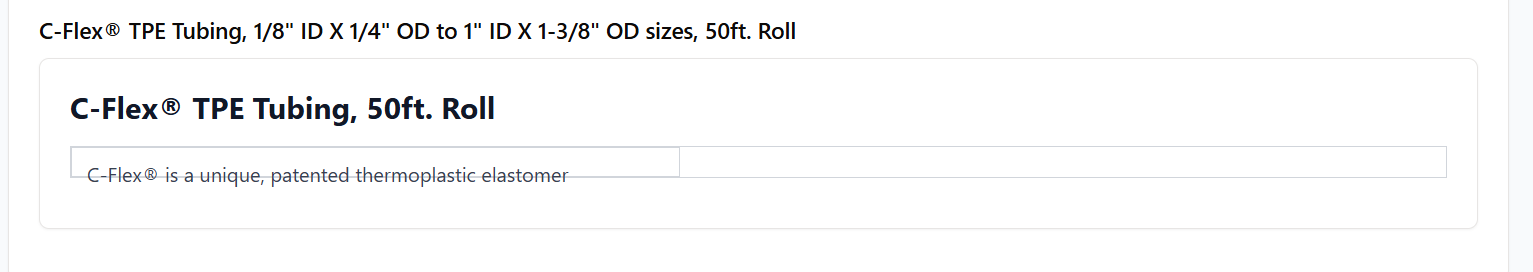 C-Flex® TPE Tubing, 1/8" ID X 1/4" OD to 1" ID X 1-3/8" OD sizes, 50ft. Roll
C-Flex® TPE Tubing, 50ft. Roll
C-Flex® is a unique, patented thermoplastic elastomer